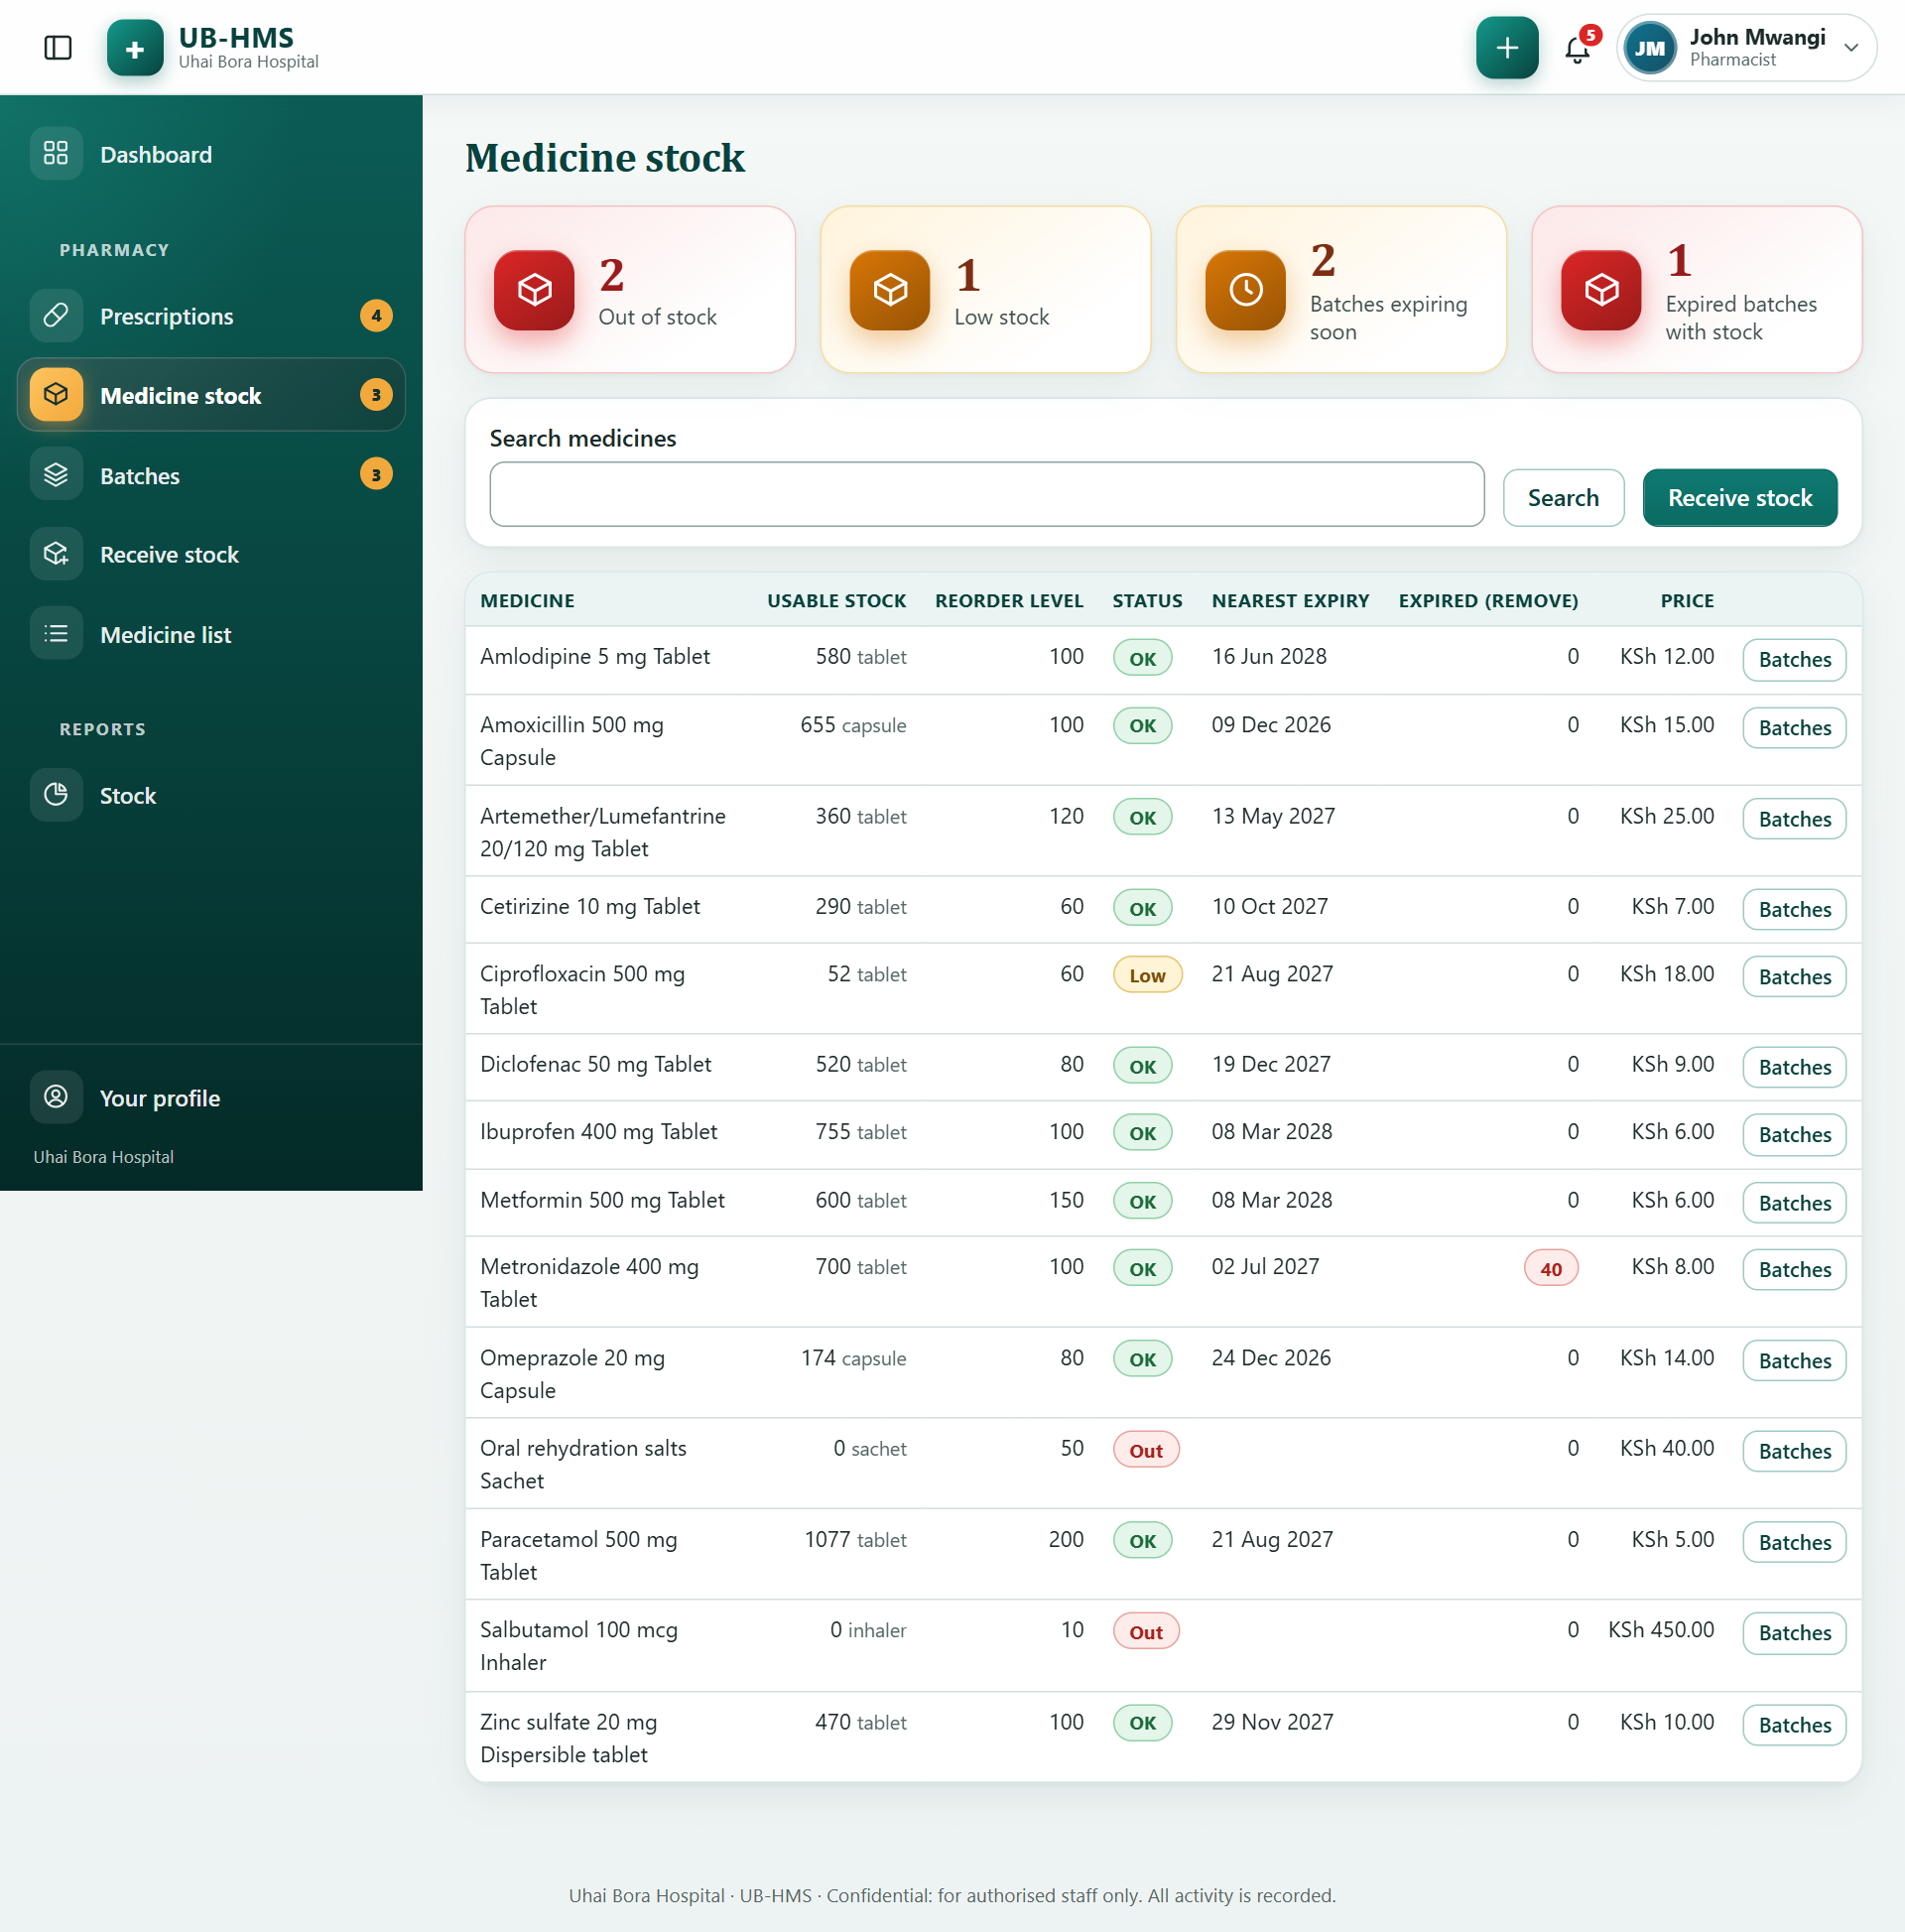 UB-HMS
Uhai Bora Hospital
5
JM
John Mwangi
Pharmacist
Dashboard
PHARMACY
Prescriptions 4
Medicine stock 3
Batches 3
Receive stock
Medicine list
REPORTS
Stock
Your profile
Uhai Bora Hospital
Medicine stock
2
Out of stock
1
Low stock
2
Batches expiring
soon
1
Expired batches
with stock
Search medicines
Search
Receive stock
MEDICINE USABLE STOCK REORDER LEVEL STATUS NEAREST EXPIRY EXPIRED (REMOVE) PRICE
Amlodipine 5 mg Tablet 580 tablet 100 OK 16 Jun 2028 0 KSh 12.00 Batches
Amoxicillin 500 mg 655 capsule 100 OK 09 Dec 2026 0 KSh 15.00 Batches
Capsule
Artemether/Lumefantrine 360 tablet 120 OK 13 May 2027 0 KSh 25.00 Batches
20/120 mg Tablet
Cetirizine 10 mg Tablet 290 tablet 60 OK 10 Oct 2027 0 KSh 7.00 Batches
Ciprofloxacin 500 mg 52 tablet 60 Low 21 Aug 2027 0 KSh 18.00 Batches
Tablet
Diclofenac 50 mg Tablet 520 tablet 80 OK 19 Dec 2027 0 KSh 9.00 Batches
Ibuprofen 400 mg Tablet 755 tablet 100 OK 08 Mar 2028 0 KSh 6.00 Batches
Metformin 500 mg Tablet 600 tablet 150 OK 08 Mar 2028 0 KSh 6.00 Batches
Metronidazole 400 mg 700 tablet 100 OK 02 Jul 2027 40 KSh 8.00 Batches
Tablet
Omeprazole 20 mg 174 capsule 80 OK 24 Dec 2026 0 KSh 14.00 Batches
Capsule
Oral rehydration salts 0 sachet 50 Out 0 KSh 40.00 Batches
Sachet
Paracetamol 500 mg 1077 tablet 200 OK 21 Aug 2027 0 KSh 5.00 Batches
Tablet
Salbutamol 100 mcg 0 inhaler 10 Out 0 KSh 450.00 Batches
Inhaler
Zinc sulfate 20 mg 470 tablet 100 OK 29 Nov 2027 0 KSh 10.00 Batches
Dispersible tablet
Uhai Bora Hospital · UB-HMS · Confidential: for authorised staff only. All activity is recorded.